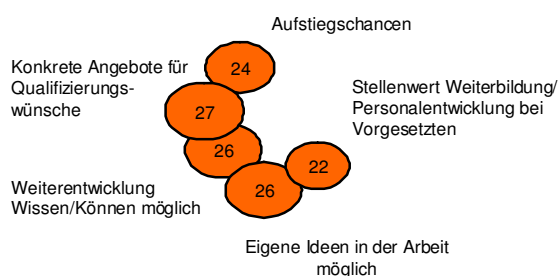 Aufstiegschancen
Konkrete Angebote für
Qualifizierungs-
wünsche
24
27
Stellenwert Weiterbildung/
Personalentwicklung bei
Vorgesetzten
26
22
26
Weiterentwicklung
Wissen/Können möglich
Eigene Ideen in der Arbeit
möglich